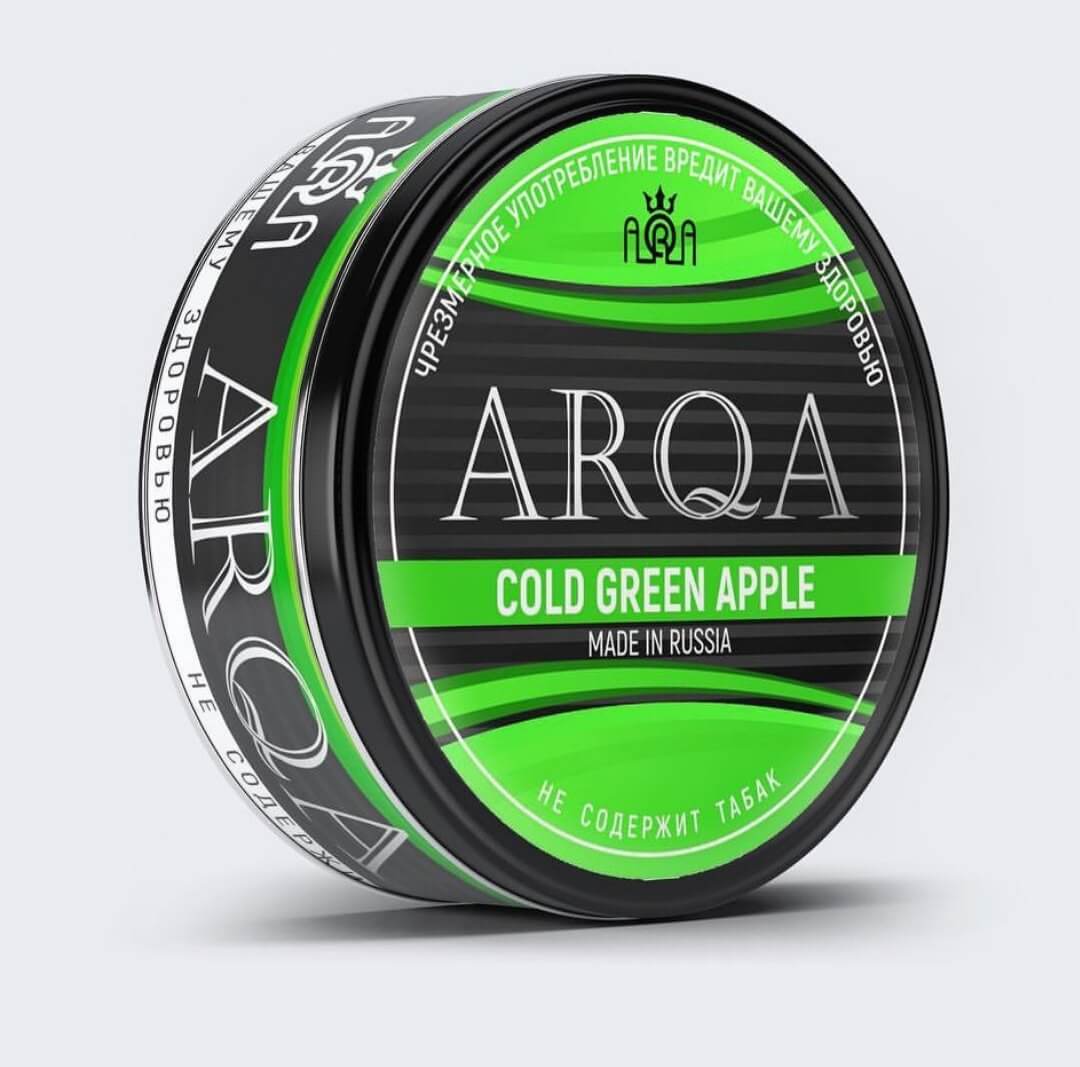 ЧРЕЗМЕРНОЕ УПОТРЕБЛЕНИЕ ВРЕДИТ ВАШЕМУ ЗДОРОВЬЮ
ARQA
ARQA
COLD GREEN APPLE
MADE IN RUSSIA
НЕ СОДЕРЖИТ ТАБАК
ARQA
ARQA
ВАШЕМУ ЗДОРОВЬЮ
НЕ